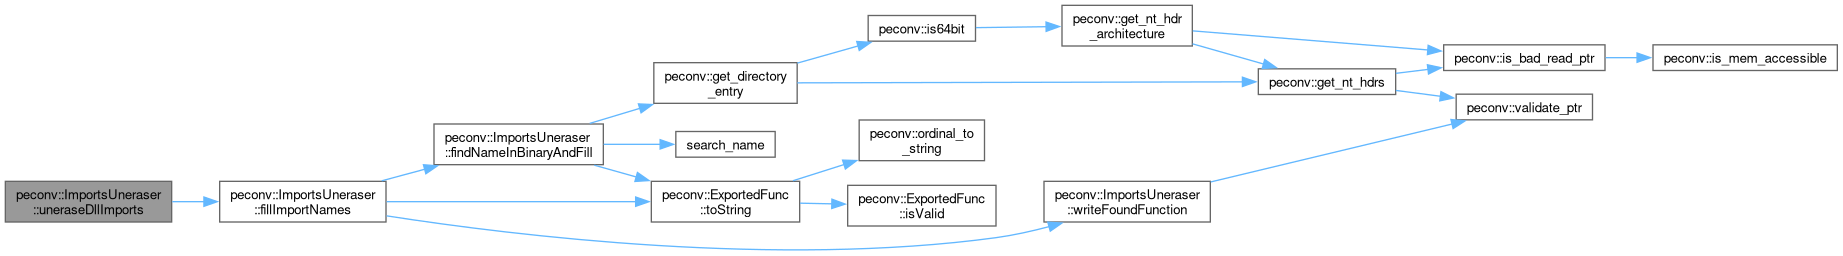 peconv::ImportsUneraser
::uneraseDllImports
peconv::ImportsUneraser
::fillImportNames
peconv::ImportsUneraser
::findNameInBinaryAndFill
peconv::get_directory
_entry
peconv::is64bit
peconv::get_nt_hdr
_architecture
peconv::get_nt_hdrs
peconv::is_bad_read_ptr
peconv::is_mem_accessible
peconv::validate_ptr
search_name
peconv::ExportedFunc
::toString
peconv::ordinal_to
_string
peconv::ExportedFunc
::isValid
peconv::ImportsUneraser
::writeFoundFunction